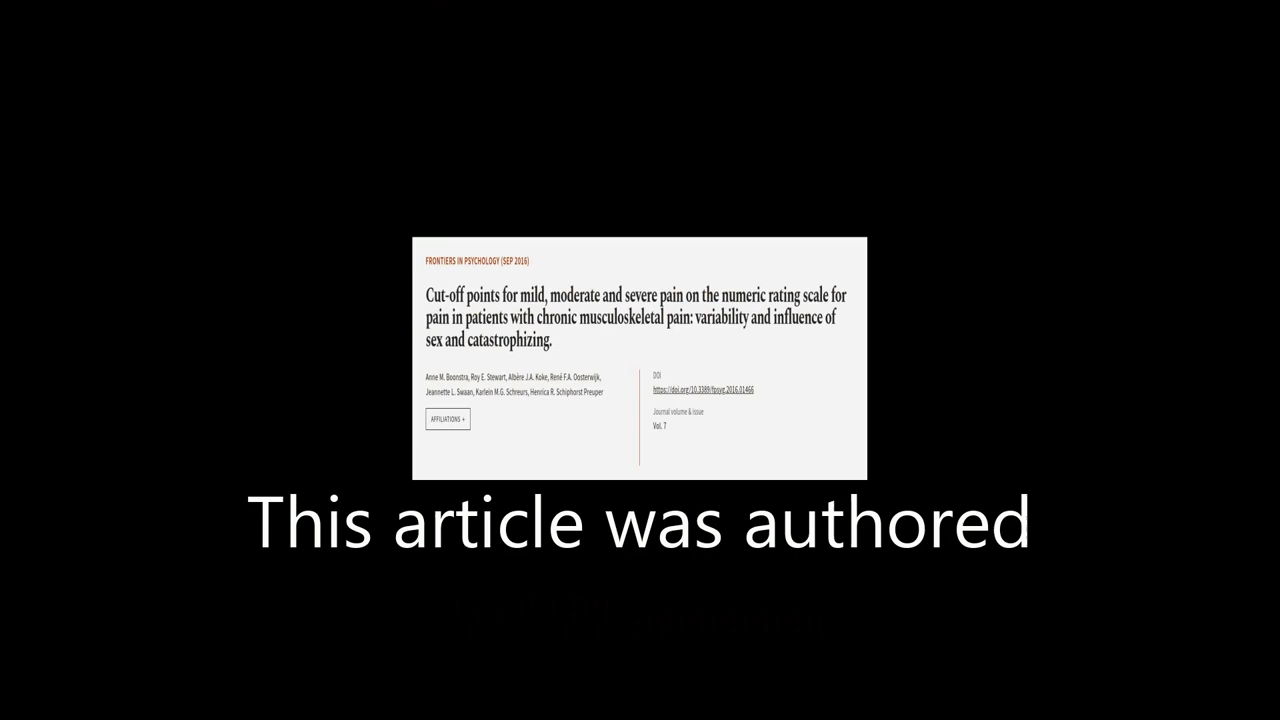 FRONTIERS IN PSYCHOLOGY (SEP 2016)
Cut-off points for mild, moderate and severe pain on the numeric rating scale for
pain in patients with chronic musculoskeletal pain: variability and influence of
sex and catastrophizing.
Anne M. Boonstra, Roy E. Stewart, Albère J.A. Köke, René F.A. Oosterwijk,
Jeannette L. Swaan, Karlein M.G. Schreurs, Henrica R. Schiphorst Preuper
AFFILIATIONS +
DOI
https://doi.org/10.3389/fpsyg.2016.01466
Journal volume & issue
Vol. 7
This article was authored